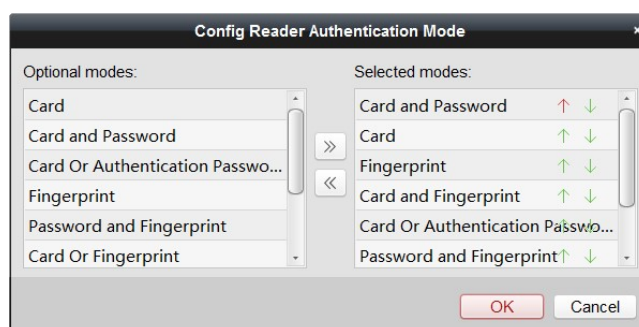 Config Reader Authentication Mode
Optional modes:
Card
Card and Password
Card Or Authentication Passwo...
Fingerprint
Password and Fingerprint
Card Or Fingerprint
Selected modes:
Card and Password
Card
Fingerprint
Card and Fingerprint
Card Or Authentication Passwo...
Password and Fingerprint
OK
Cancel